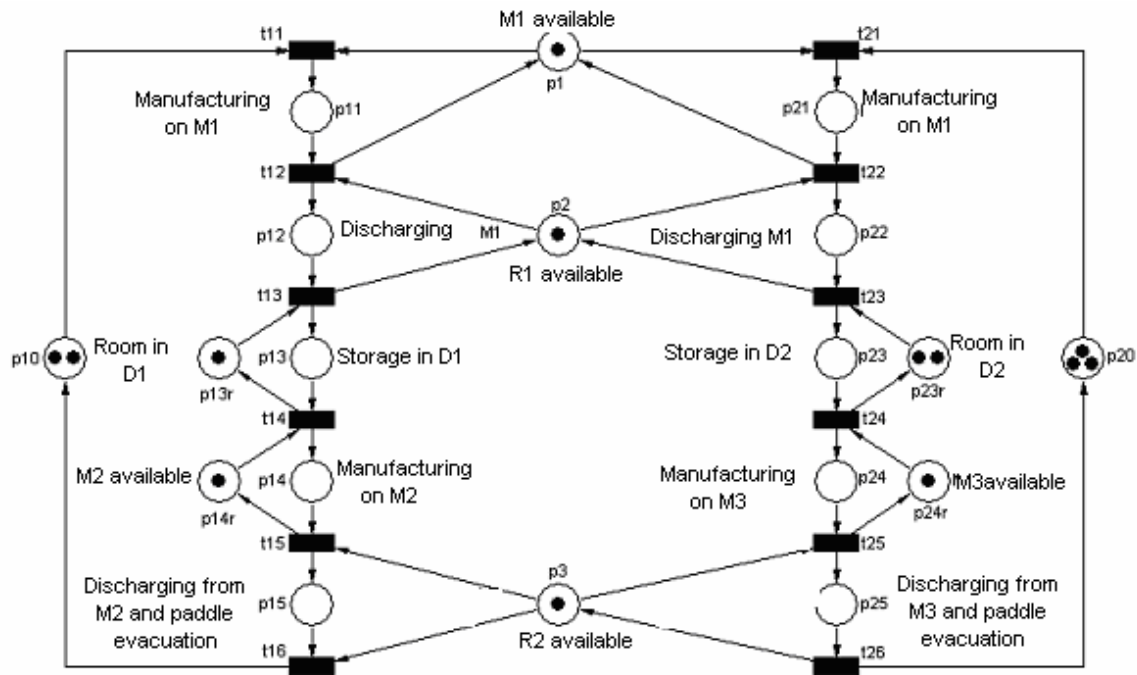 M1 available
t11
t21
p1
Manufacturing
on M1
p11
p21
Manufacturing
on M1
t12
t22
p2
p12
Discharging
M1
Discharging M1
p22
R1 available
t13
t23
p10
Room in
D1
p13
Storage in D1
Storage in D2
p23
Room in
D2
p20
p13r
p23r
t14
t24
M2 available
p14
Manufacturing
on M2
Manufacturing
on M3
p24
M3available
p14r
p24r
t15
t25
p3
Discharging from
M2 and paddle
evacuation
p15
p25
Discharging from
M3 and paddle
evacuation
R2 available
t16
t26